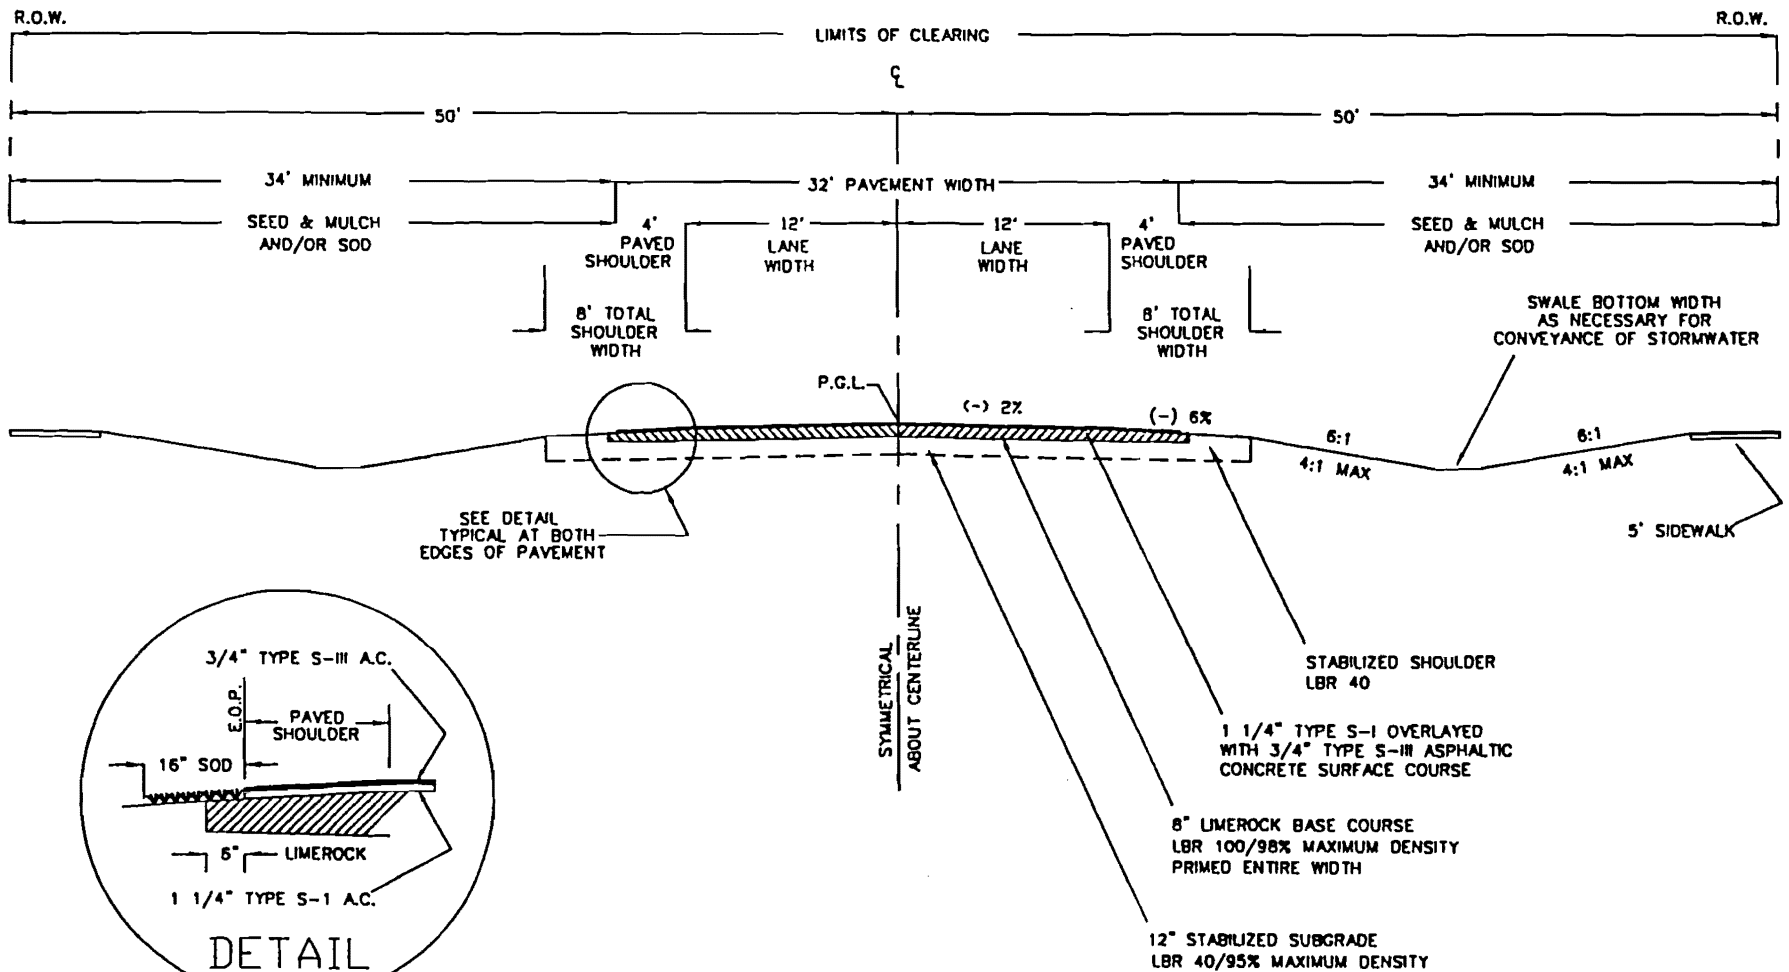 R.O.W.
R.O.W.
LIMITS OF CLEARING
CL
50'
50'
34' MINIMUM
32' PAVEMENT WIDTH
34' MINIMUM
SEED & MULCH
AND/OR SOD
4'
PAVED
SHOULDER
12'
LANE
WIDTH
12'
LANE
WIDTH
4'
PAVED
SHOULDER
SEED & MULCH
AND/OR SOD
8' TOTAL
SHOULDER
WIDTH
8' TOTAL
SHOULDER
WIDTH
SWALE BOTTOM WIDTH
AS NECESSARY FOR
CONVEYANCE OF STORMWATER
P.G.L.
(-) 2%
(-) 6%
6:1
4:1 MAX
6:1
4:1 MAX
SEE DETAIL
TYPICAL AT BOTH
EDGES OF PAVEMENT
5' SIDEWALK
SYMMETRICAL
ABOUT CENTERLINE
STABILIZED SHOULDER
LBR 40
1 1/4" TYPE S-I OVERLAYED
WITH 3/4" TYPE S-III ASPHALTIC
CONCRETE SURFACE COURSE
8" LIMEROCK BASE COURSE
LBR 100/98% MAXIMUM DENSITY
PRIMED ENTIRE WIDTH
12" STABILIZED SUBGRADE
LBR 40/95% MAXIMUM DENSITY
3/4" TYPE S-III A.C.
E.O.P.
PAVED
SHOULDER
16" SOD
6"
LIMEROCK
1 1/4" TYPE S-1 A.C.
DETAIL